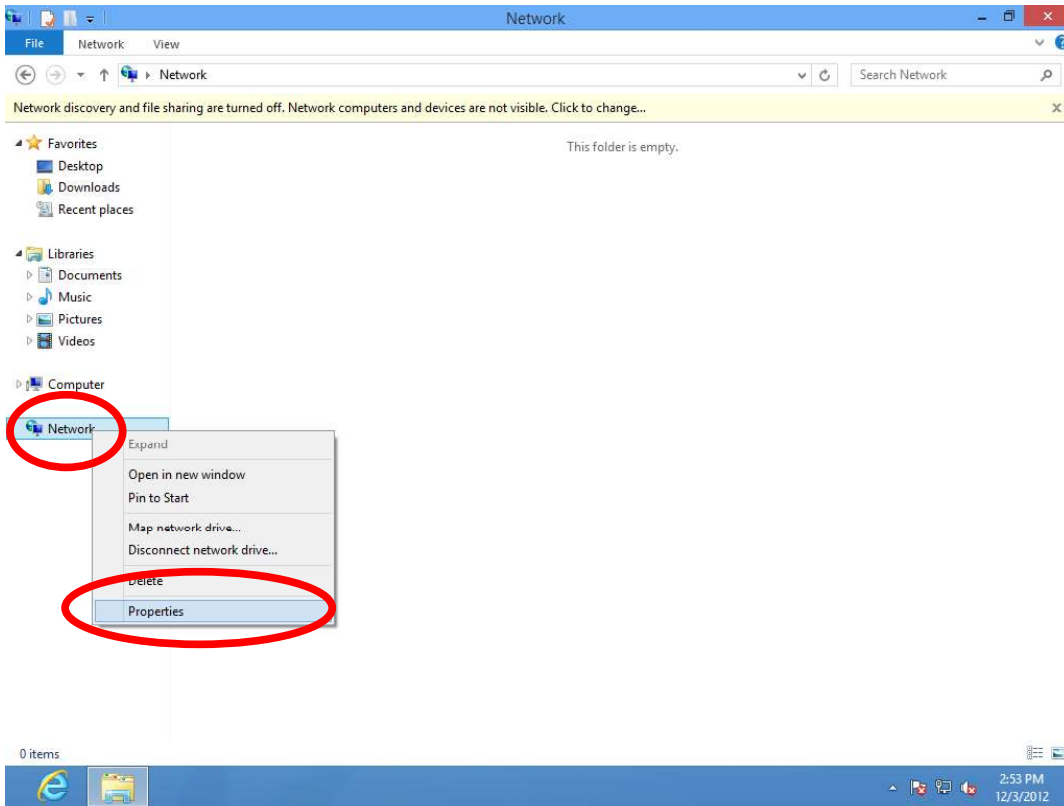 Network
File Network View
Network
Search Network
Network discovery and file sharing are turned off. Network computers and devices are not visible. Click to change...
Favorites
Desktop
Downloads
Recent places
Libraries
Documents
Music
Pictures
Videos
Computer
Network
This folder is empty.
Expand
Open in new window
Pin to Start
Map network drive...
Disconnect network drive...
Delete
Properties
0 items
2:53 PM
12/3/2012